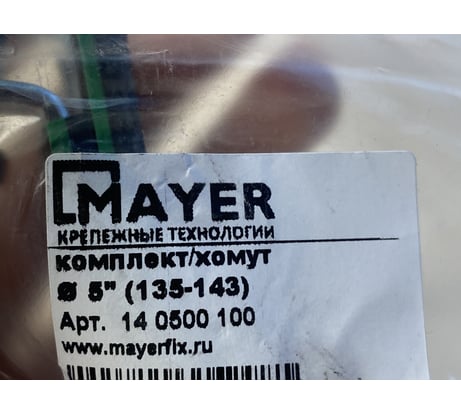 MAYER
КРЕПЕЖНЫЕ ТЕХНОЛОГИИ
комплект/хомут
Ø 5" (135-143)
Арт. 14 0500 100
www.mayerfix.ru